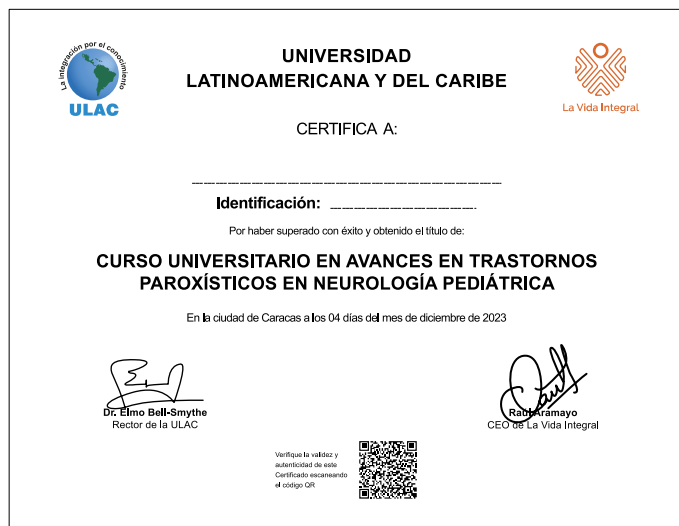 La integración por el conocimiento
ULAC
UNIVERSIDAD
LATINOAMERICANA Y DEL CARIBE
La Vida Integral
CERTIFICA A:
Identificación:
Por haber superado con éxito y obtenido el título de:
CURSO UNIVERSITARIO EN AVANCES EN TRASTORNOS
PAROXÍSTICOS EN NEUROLOGÍA PEDIÁTRICA
En la ciudad de Caracas a los 04 días del mes de diciembre de 2023
Dr. Elmo Bell-Smythe
Rector de la ULAC
Raúl Aramayo
CEO de La Vida Integral
Verifique la validez y
autenticidad de este
Certificado escaneando
el código QR